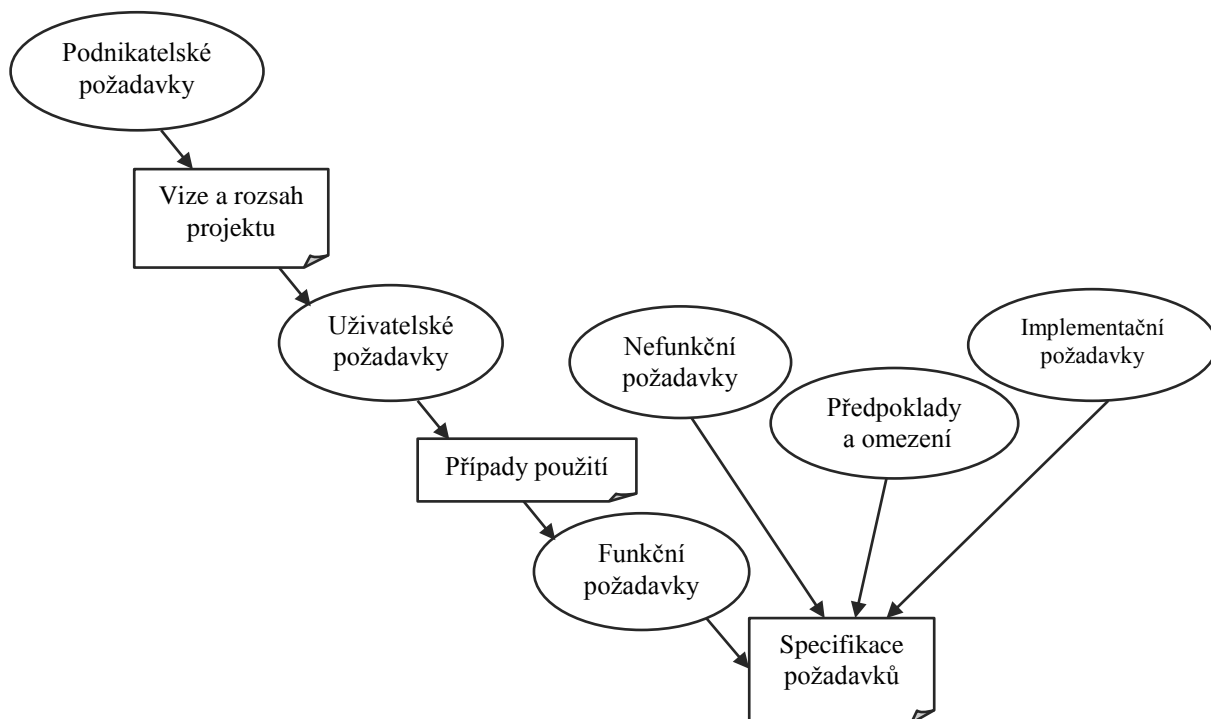 Podnikatelské
požadavky
Vize a rozsah
projektu
Uživatelské
požadavky
Nefunkční
požadavky
Implementační
požadavky
Předpoklady
a omezení
Případy použití
Funkční
požadavky
Specifikace
požadavků